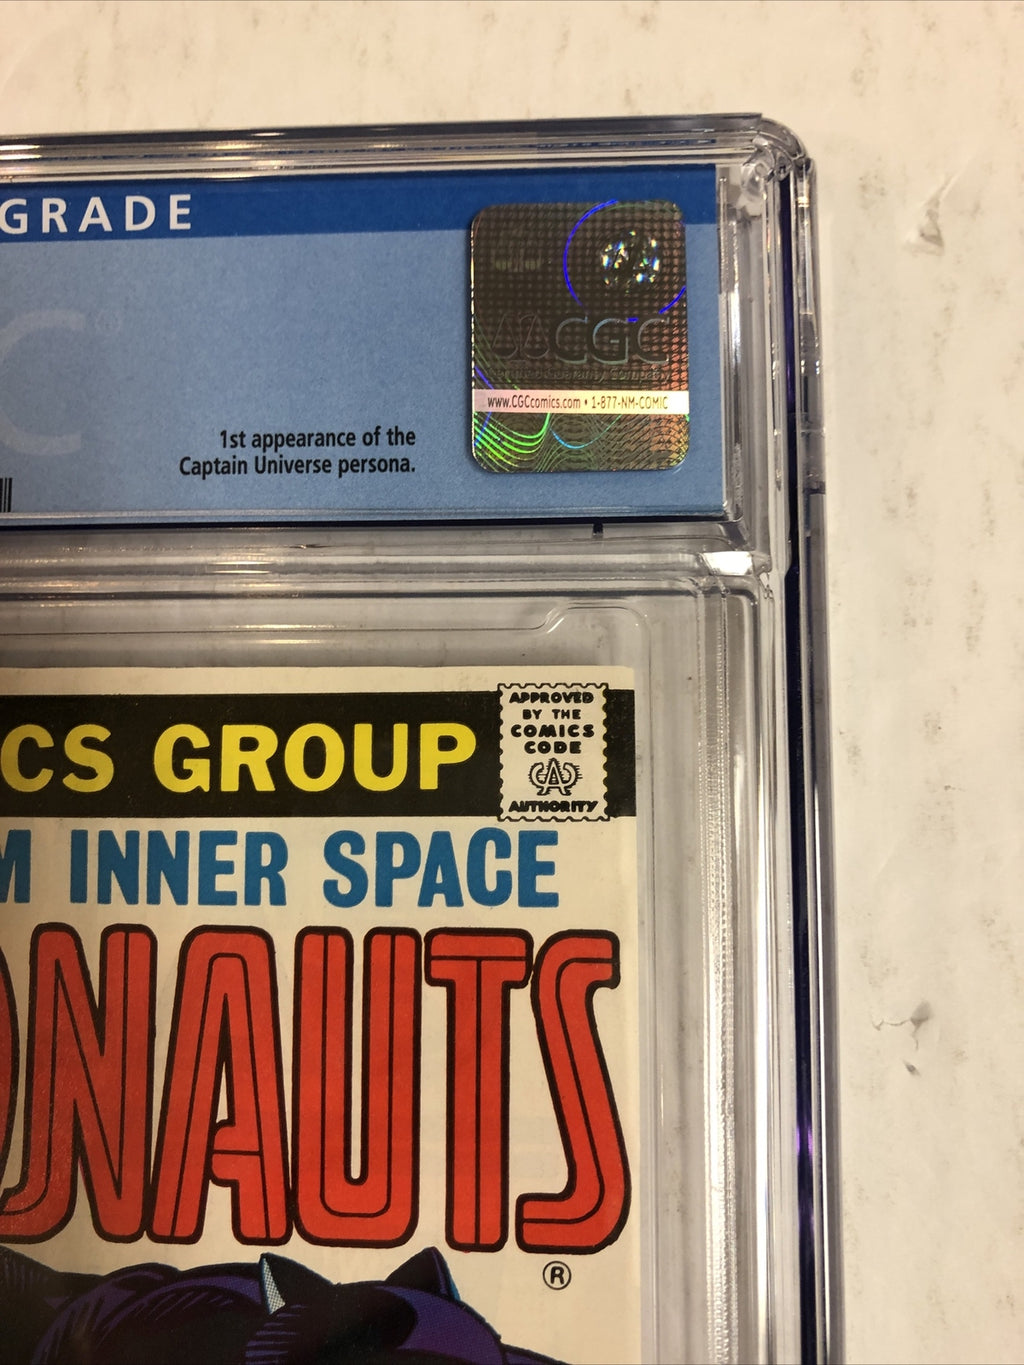 GRADE
CGC
www.CGCcomics.com • 1-877-NM-COMIC
1st appearance of the
Captain Universe persona.
CS GROUP
APPROVED
BY THE
COMICS
CODE
AUTHORITY
M INNER SPACE
ONAUTS
®